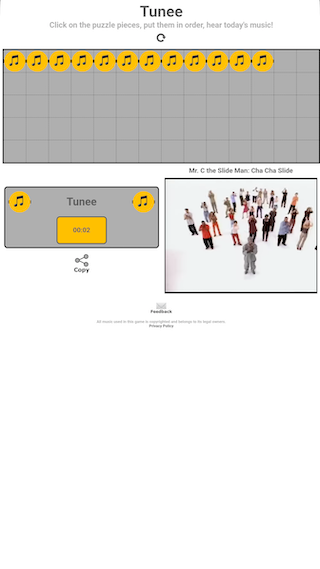 Tunee
Click on the puzzle pieces, put them in order, hear today's music!
Mr. C the Slide Man: Cha Cha Slide
Tunee
00:02
Copy
Feedback
All music used in this game is copyrighted and belongs to its legal owners
Privacy Policy